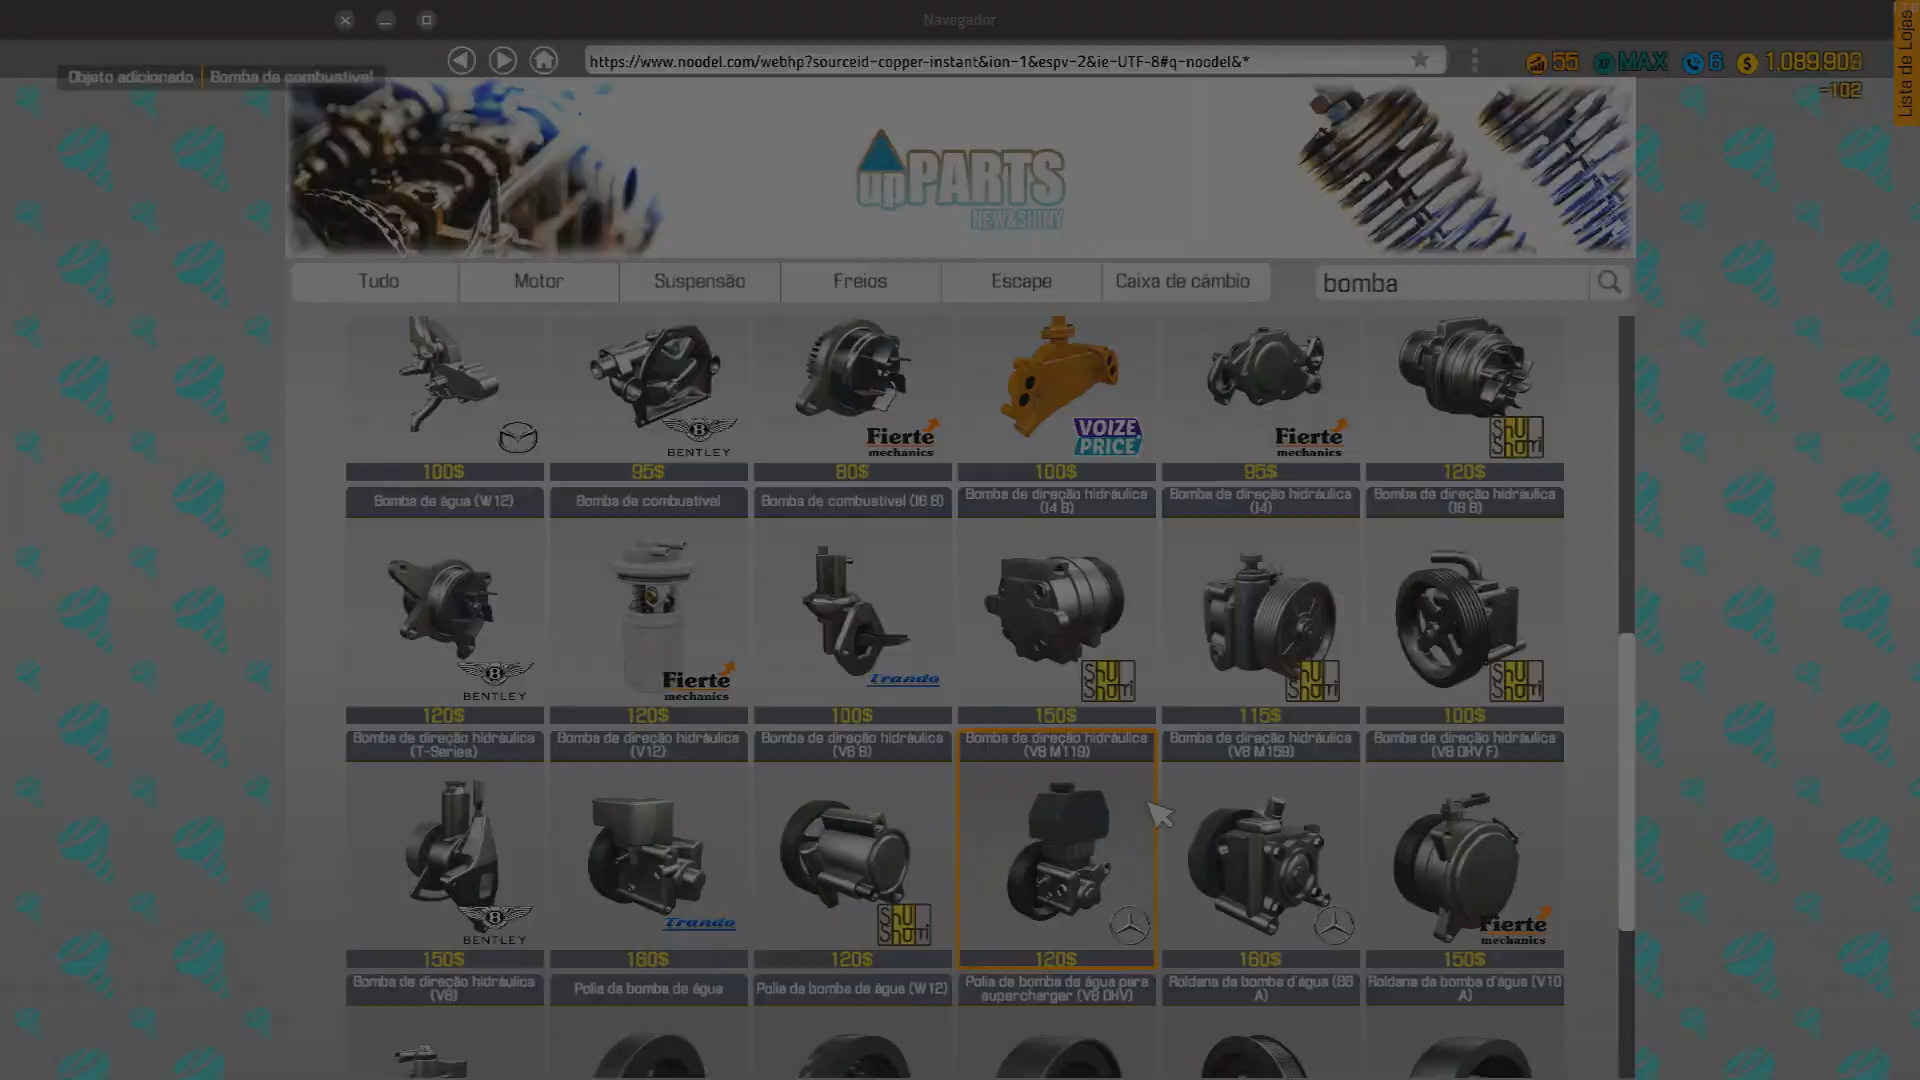 Navegador
https://www.noodel.com/webhp?sourceid-copper-instant&ion-1&espv-2&ie-UTF-8#q-noodel&*
55 XP MAX 6 $ 1,089,909
-102
Lista de Lojas
Objeto adicionado Bomba de combustível
upPARTS
NEW&SHINY
Tudo Motor Suspensão Freios Escape Caixa de câmbio bomba
BENTLEY Fierte mechanics VOIZE PRICE Fierte mechanics Shu Shumi
100$ 95$ 80$ 100$ 95$ 120$
Bomba de água (W12)
Bomba de combustível
Bomba de combustível (I6 B)
Bomba de direção hidráulica (I4 B)
Bomba de direção hidráulica (I4)
Bomba de direção hidráulica (I6 B)
BENTLEY Fierte mechanics Trando
120$ 120$ 100$ 150$ 115$ 100$
Bomba de direção hidráulica (T-Series)
Bomba de direção hidráulica (V12)
Bomba de direção hidráulica (V6 B)
Bomba de direção hidráulica (V8 M119)
Bomba de direção hidráulica (V8 M159)
Bomba de direção hidráulica (V8 OHV F)
BENTLEY Trando Fierte mechanics
150$ 160$ 120$ 120$ 160$ 150$
Bomba de direção hidráulica (V8)
Polia da bomba de água
Polia da bomba de água (W12)
Polia da bomba de água para supercharger (V8 OHV)
Roldana da bomba d'água (B6 A)
Roldana da bomba d'água (V10 A)